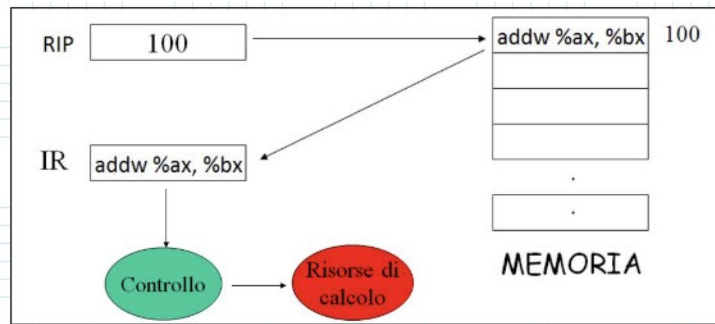 RIP
100
addw %ax, %bx
100
IR
addw %ax, %bx
.
.
Controllo
Risorse di
calcolo
MEMORIA